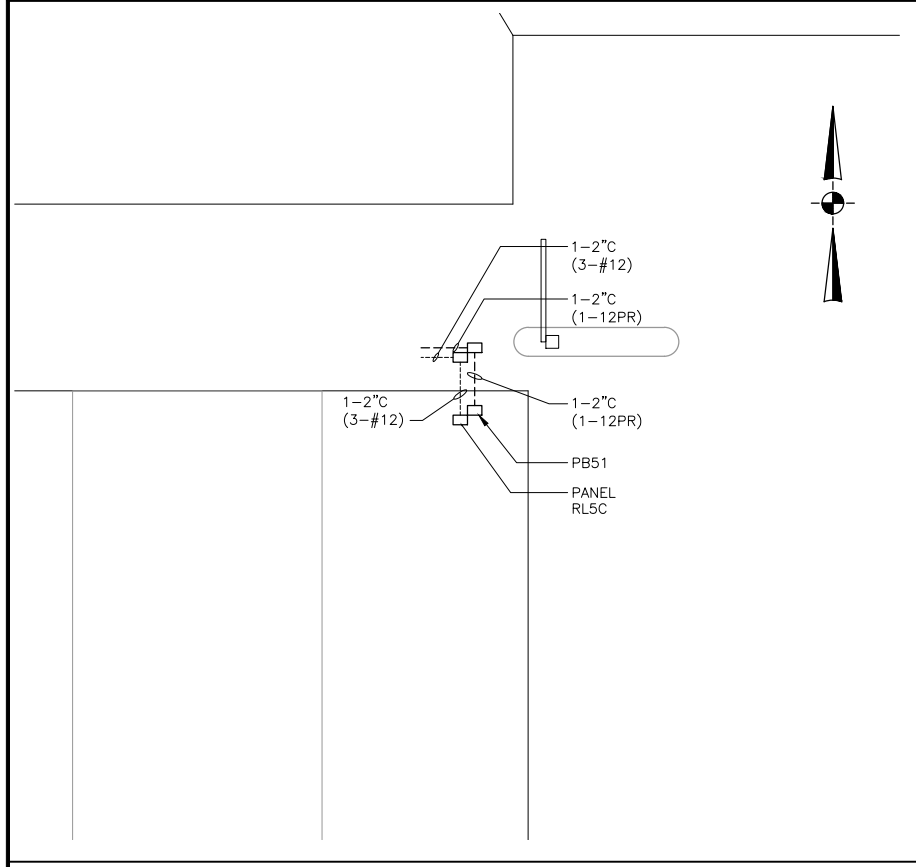 1-2"C
(3-#12)
1-2"C
(1-12PR)
1-2"C
(3-#12)
1-2"C
(1-12PR)
PB51
PANEL
RL5C